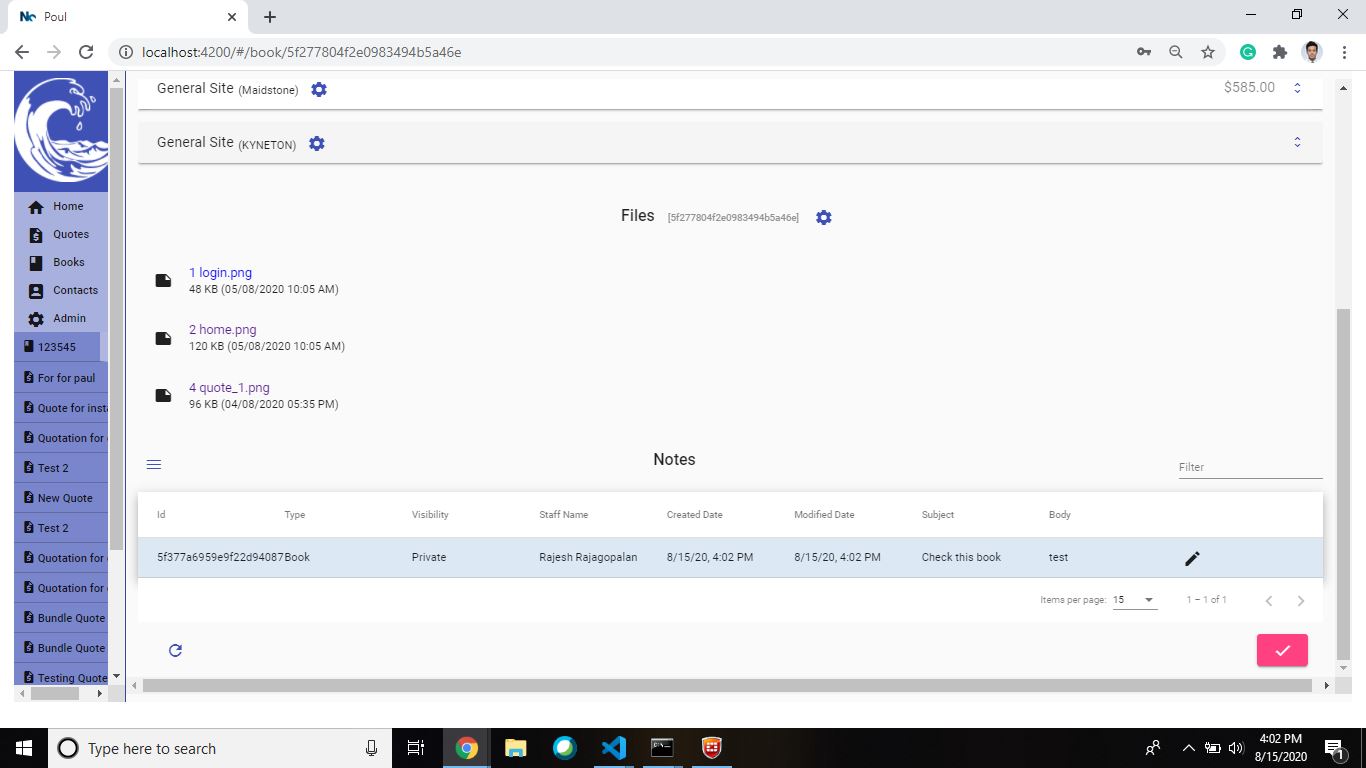 Poul
localhost:4200/#/book/5f277804f2e0983494b5a46e
General Site (Maidstone) $585.00
General Site (KYNETON)
Home
Quotes
Books
Contacts
Admin
123545
For for paul
Quote for inst
Quotation for
Test 2
New Quote
Test 2
Quotation for
Quotation for
Bundle Quote
Bundle Quote
Testing Quote
Files [5f277804f2e0983494b5a46e]
1 login.png
48 KB (05/08/2020 10:05 AM)
2 home.png
120 KB (05/08/2020 10:05 AM)
4 quote_1.png
96 KB (04/08/2020 05:35 PM)
Notes
Filter
Id Type Visibility Staff Name Created Date Modified Date Subject Body
5f377a6959e9f22d94087 Book Private Rajesh Rajagopalan 8/15/20, 4:02 PM 8/15/20, 4:02 PM Check this book test
Items per page: 15 1 – 1 of 1
Type here to search
4:02 PM
8/15/2020
1